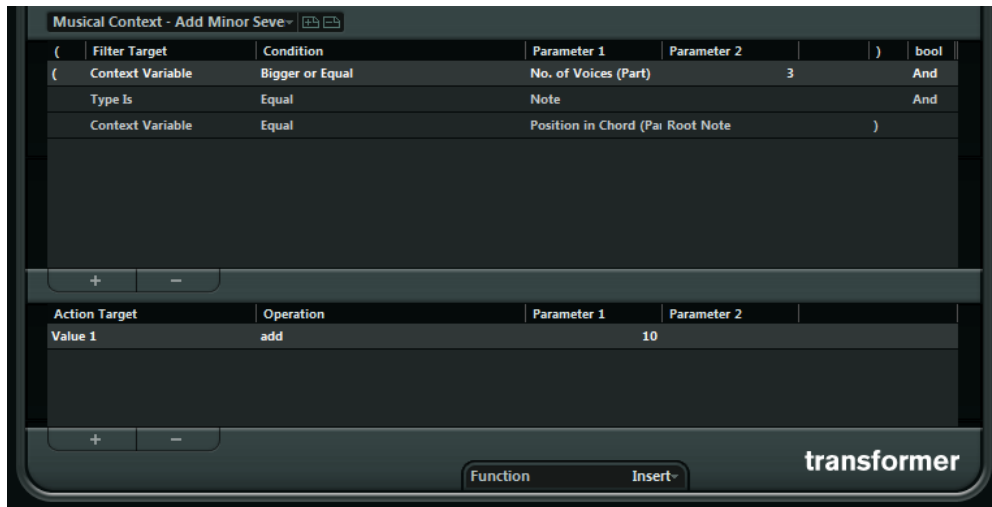 Musical Context - Add Minor Seve
( Filter Target Condition Parameter 1 Parameter 2 ) bool
( Context Variable Bigger or Equal No. of Voices (Part) 3 And
Type Is Equal Note And
Context Variable Equal Position in Chord (Pa Root Note )
+ −
Action Target Operation Parameter 1 Parameter 2
Value 1 add 10
+ −
transformer
Function Insert